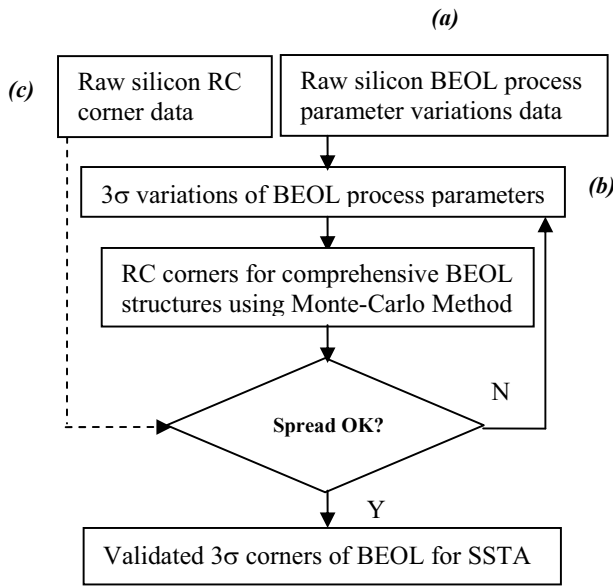 (a)
(c)
Raw silicon RC
corner data
Raw silicon BEOL process
parameter variations data
3σ variations of BEOL process parameters
(b)
RC corners for comprehensive BEOL
structures using Monte-Carlo Method
Spread OK?
N
Y
Validated 3σ corners of BEOL for SSTA